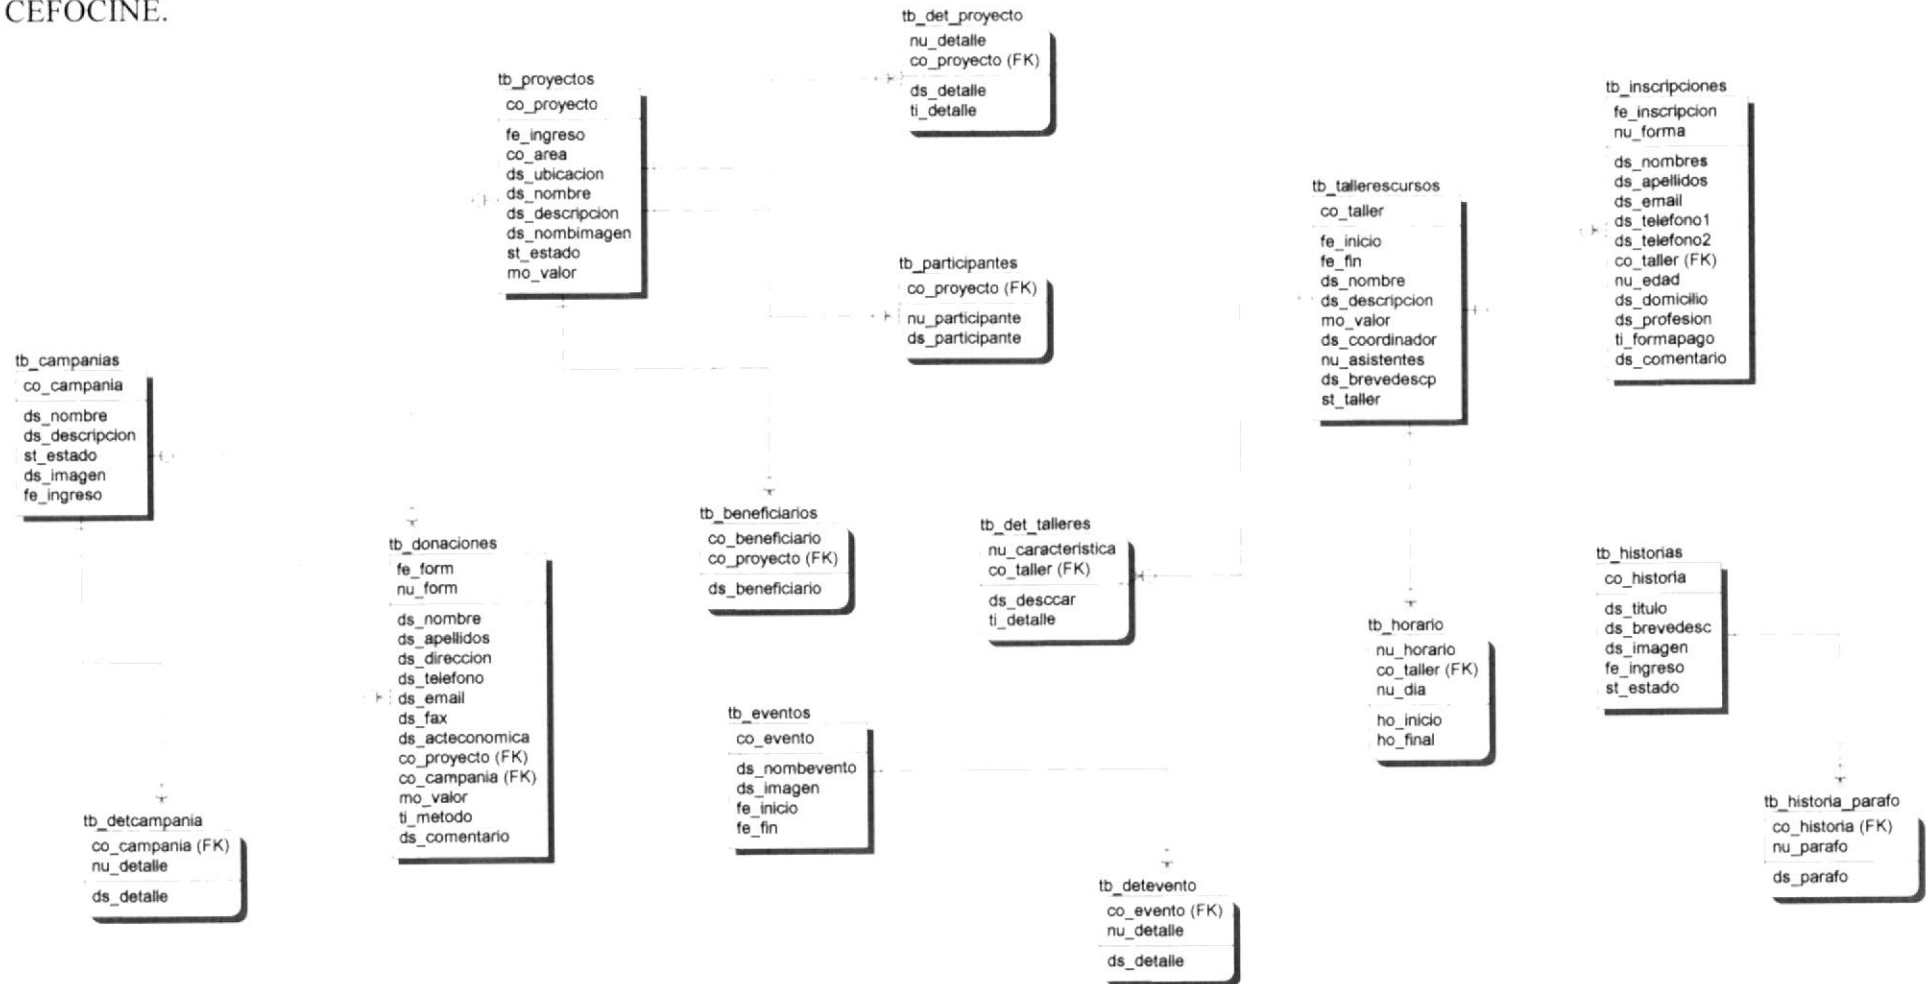 CEFOCINE.
tb_det_proyecto
nu_detalle
co_proyecto (FK)
ds_detalle
ti_detalle
tb_proyectos
co_proyecto
fe_ingreso
co_area
ds_ubicacion
ds_nombre
ds_descripcion
ds_nombimagen
st_estado
mo_valor
tb_participantes
co_proyecto (FK)
nu_participante
ds_participante
tb_inscripciones
fe_inscripcion
nu_forma
ds_nombres
ds_apellidos
ds_email
ds_telefono1
ds_telefono2
co_taller (FK)
nu_edad
ds_domicilio
ds_profesion
ti_formapago
ds_comentario
tb_tallerescursos
co_taller
fe_inicio
fe_fin
ds_nombre
ds_descripcion
mo_valor
ds_coordinador
nu_asistentes
ds_brevedescp
st_taller
tb_campanias
co_campania
ds_nombre
ds_descripcion
st_estado
ds_imagen
fe_ingreso
tb_donaciones
fe_form
nu_form
ds_nombre
ds_apellidos
ds_direccion
ds_telefono
ds_email
ds_fax
ds_acteconomica
co_proyecto (FK)
co_campania (FK)
mo_valor
ti_metodo
ds_comentario
tb_beneficiarios
co_beneficiario
co_proyecto (FK)
ds_beneficiario
tb_det_talleres
nu_caracteristica
co_taller (FK)
ds_desccar
ti_detalle
tb_horario
nu_horario
co_taller (FK)
nu_dia
ho_inicio
ho_final
tb_historias
co_historia
ds_titulo
ds_brevedesc
ds_imagen
fe_ingreso
st_estado
tb_eventos
co_evento
ds_nombevento
ds_imagen
fe_inicio
fe_fin
tb_detcampania
co_campania (FK)
nu_detalle
ds_detalle
tb_detevento
co_evento (FK)
nu_detalle
ds_detalle
tb_historia_parafo
co_historia (FK)
nu_parafo
ds_parafo